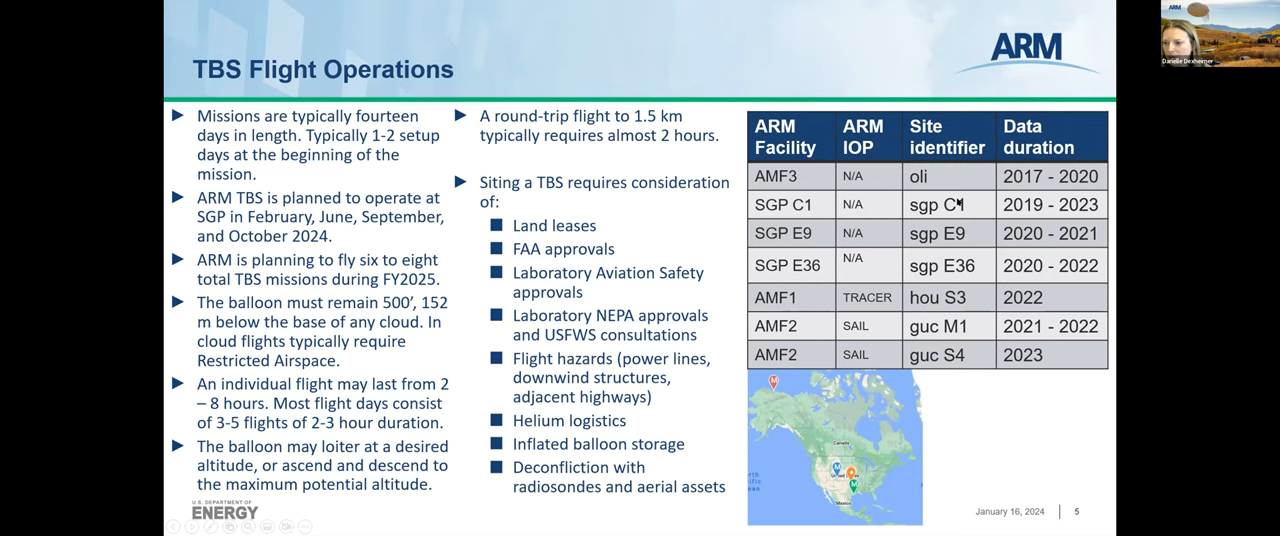 TBS Flight Operations
ARM
ARM
Darielle Dexheimer
► Missions are typically fourteen
days in length. Typically 1-2 setup
days at the beginning of the
mission.
► ARM TBS is planned to operate at
SGP in February, June, September,
and October 2024.
► ARM is planning to fly six to eight
total TBS missions during FY2025.
► The balloon must remain 500’, 152
m below the base of any cloud. In
cloud flights typically require
Restricted Airspace.
► An individual flight may last from 2
– 8 hours. Most flight days consist
of 3-5 flights of 2-3 hour duration.
► The balloon may loiter at a desired
altitude, or ascend and descend to
the maximum potential altitude.
► A round-trip flight to 1.5 km
typically requires almost 2 hours.
► Siting a TBS requires consideration
of:
■ Land leases
■ FAA approvals
■ Laboratory Aviation Safety
approvals
■ Laboratory NEPA approvals
and USFWS consultations
■ Flight hazards (power lines,
downwind structures,
adjacent highways)
■ Helium logistics
■ Inflated balloon storage
■ Deconfliction with
radiosondes and aerial assets
ARM Facility ARM IOP Site identifier Data duration
AMF3 N/A oli 2017 - 2020
SGP C1 N/A sgp C1 2019 - 2023
SGP E9 N/A sgp E9 2020 - 2021
SGP E36 N/A sgp E36 2020 - 2022
AMF1 TRACER hou S3 2022
AMF2 SAIL guc M1 2021 - 2022
AMF2 SAIL guc S4 2023
Canada
Mexico
U.S. DEPARTMENT OF
ENERGY
January 16, 2024 5